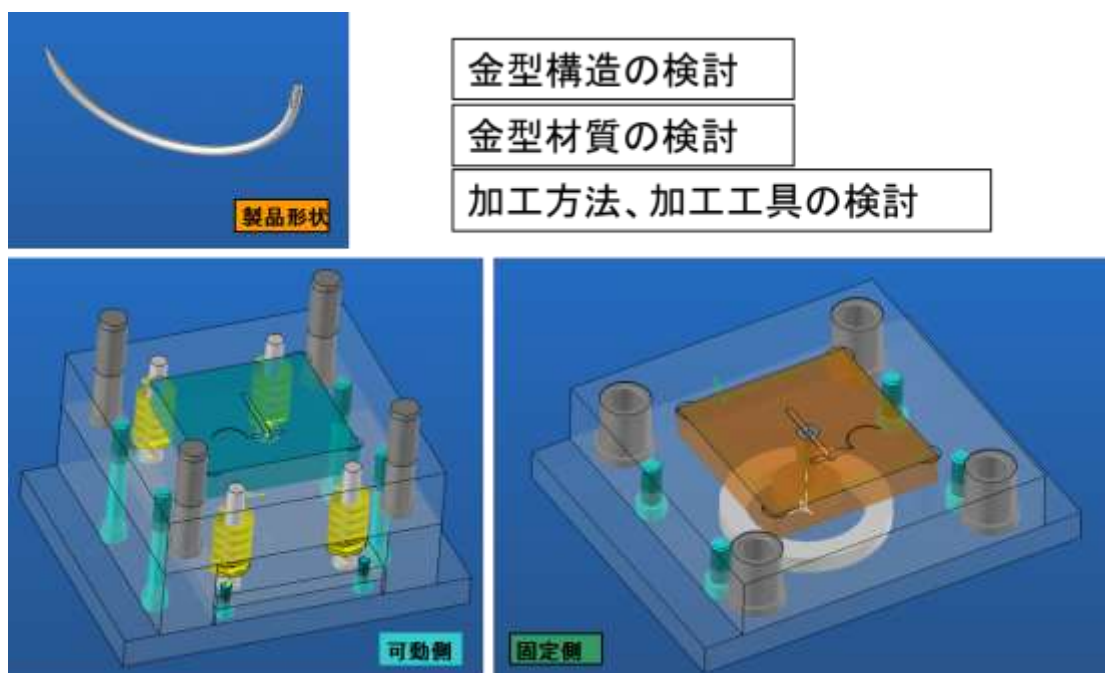 金型構造の検討
金型材質の検討
加工方法、加工工具の検討
製品形状
可動側
固定側